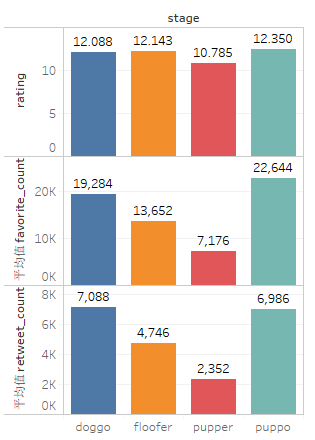 stage
rating
12.088 12.143 10.785 12.350
10
5
0
平均值 favorite_count
19,284 13,652 7,176 22,644
20K
10K
0K
平均值 retweet_count
7,088 4,746 2,352 6,986
8K
6K
4K
2K
0K
doggo floofer pupper puppo